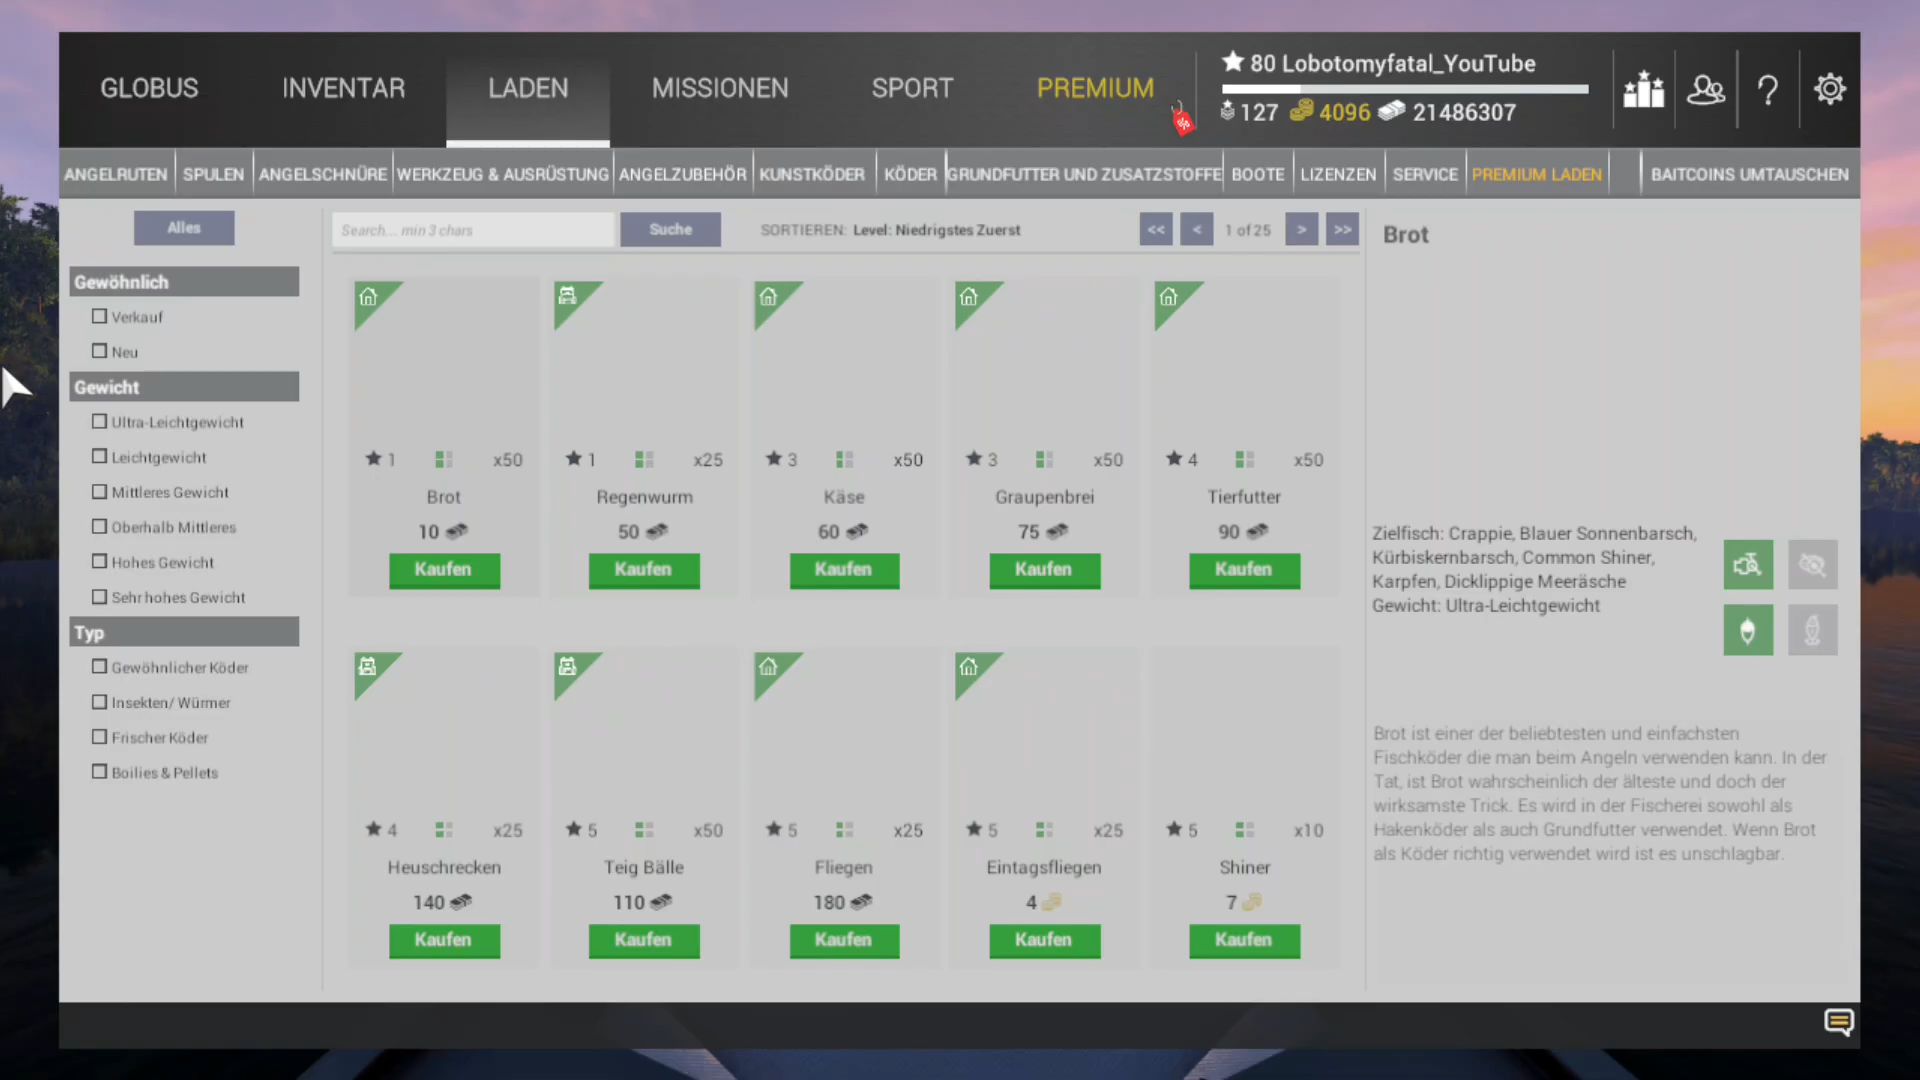 GLOBUS INVENTAR LADEN MISSIONEN SPORT PREMIUM
80 Lobotomyfatal_YouTube
127 4096 21486307
ANGELRUTEN SPULEN ANGELSCHNÜRE WERKZEUG & AUSRÜSTUNG ANGELZUBEHÖR KUNSTKÖDER KÖDER GRUNDFUTTER UND ZUSATZSTOFFE BOOTE LIZENZEN SERVICE PREMIUM LADEN BAITCOINS UMTAUSCHEN
Alles
Gewöhnlich
Verkauf
Neu
Gewicht
Ultra-Leichtgewicht
Leichtgewicht
Mittleres Gewicht
Oberhalb Mittleres
Hohes Gewicht
Sehr hohes Gewicht
Typ
Gewöhnlicher Köder
Insekten/ Würmer
Frischer Köder
Boilies & Pellets
Search... min 3 chars Suche SORTIEREN: Level: Niedrigstes Zuerst << < 1 of 25 > >>
1 x50 1 x25 3 x50 3 x50 4 x50
Brot Regenwurm Käse Graupenbrei Tierfutter
10 50 60 75 90
Kaufen Kaufen Kaufen Kaufen Kaufen
4 x25 5 x50 5 x25 5 x25 5 x10
Heuschrecken Teig Bälle Fliegen Eintagsfliegen Shiner
140 110 180 4 7
Kaufen Kaufen Kaufen Kaufen Kaufen
Brot
Zielfisch: Crappie, Blauer Sonnenbarsch,
Kürbiskernbarsch, Common Shiner,
Karpfen, Dicklippige Meeräsche
Gewicht: Ultra-Leichtgewicht
Brot ist einer der beliebtesten und einfachsten
Fischköder die man beim Angeln verwenden kann. In der
Tat, ist Brot wahrscheinlich der älteste und doch der
wirksamste Trick. Es wird in der Fischerei sowohl als
Hakenköder als auch Grundfutter verwendet. Wenn Brot
als Köder richtig verwendet wird ist es unschlagbar.